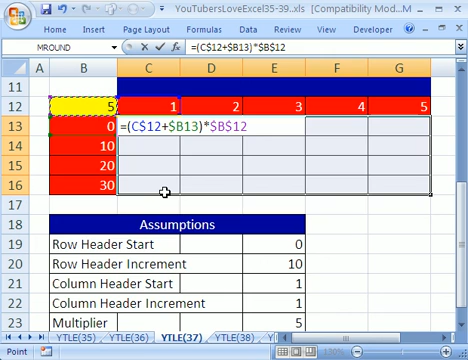 YouTubersLoveExcel35-39.xls [Compatibility Mod...
Home Insert Page Layout Formulas Data Review View Developer
MROUND =(C$12+$B13)*$B$12
A B C D E F G
11
12 5 1 2 3 4 5
13 0 =(C$12+$B13)*$B$12
14 10
15 20
16 30
17
18 Assumptions
19 Row Header Start 0
20 Row Header Increment 10
21 Column Header Start 1
22 Column Header Increment 1
23 Multiplier 5
YTLE(35) YTLE(36) YTLE(37) YTLE(38)
Point 130%